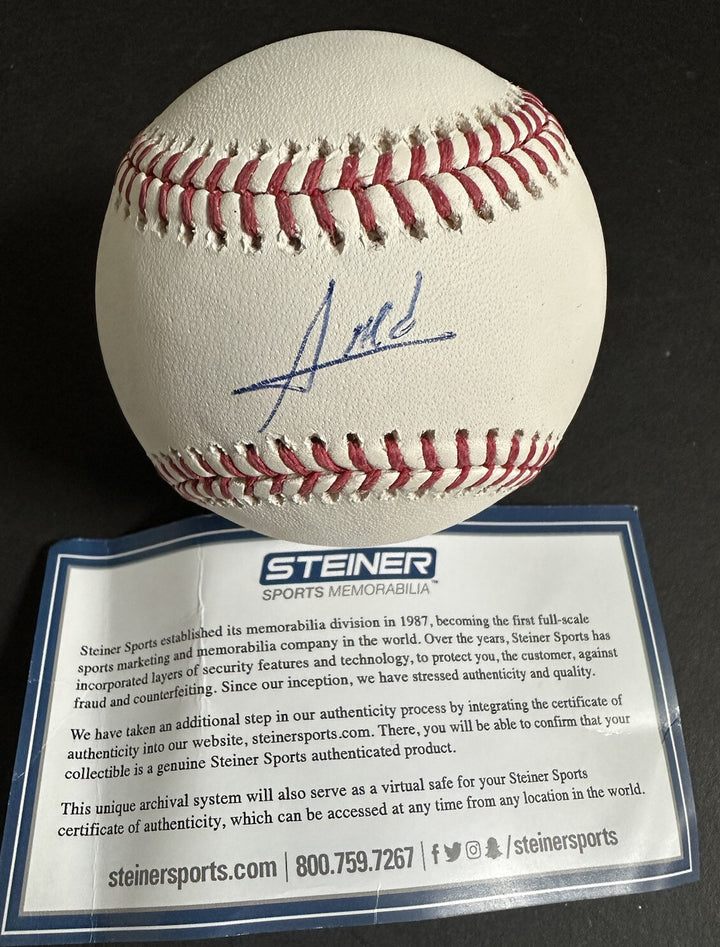 STEINER
SPORTS MEMORABILIA™
Steiner Sports established its memorabilia division in 1987, becoming the first full-scale
sports marketing and memorabilia company in the world. Over the years, Steiner Sports has
incorporated layers of security features and technology, to protect you, the customer, against
fraud and counterfeiting. Since our inception, we have stressed authenticity and quality.
We have taken an additional step in our authenticity process by integrating the certificate of
authenticity into our website, steinersports.com. There, you will be able to confirm that your
collectible is a genuine Steiner Sports authenticated product.
This unique archival system will also serve as a virtual safe for your Steiner Sports
certificate of authenticity, which can be accessed at any time from any location in the world.
steinersports.com | 800.759.7267 | /steinersports